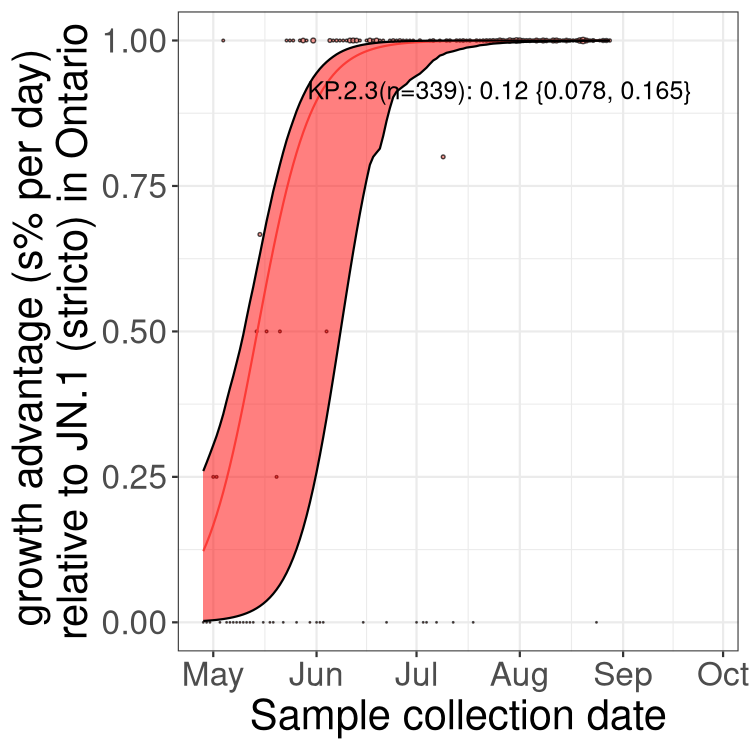 growth advantage (s% per day)
relative to JN.1 (stricto) in Ontario
1.00
0.75
0.50
0.25
0.00
KP.2.3(n=339): 0.12 {0.078, 0.165}
May Jun Jul Aug Sep Oct
Sample collection date